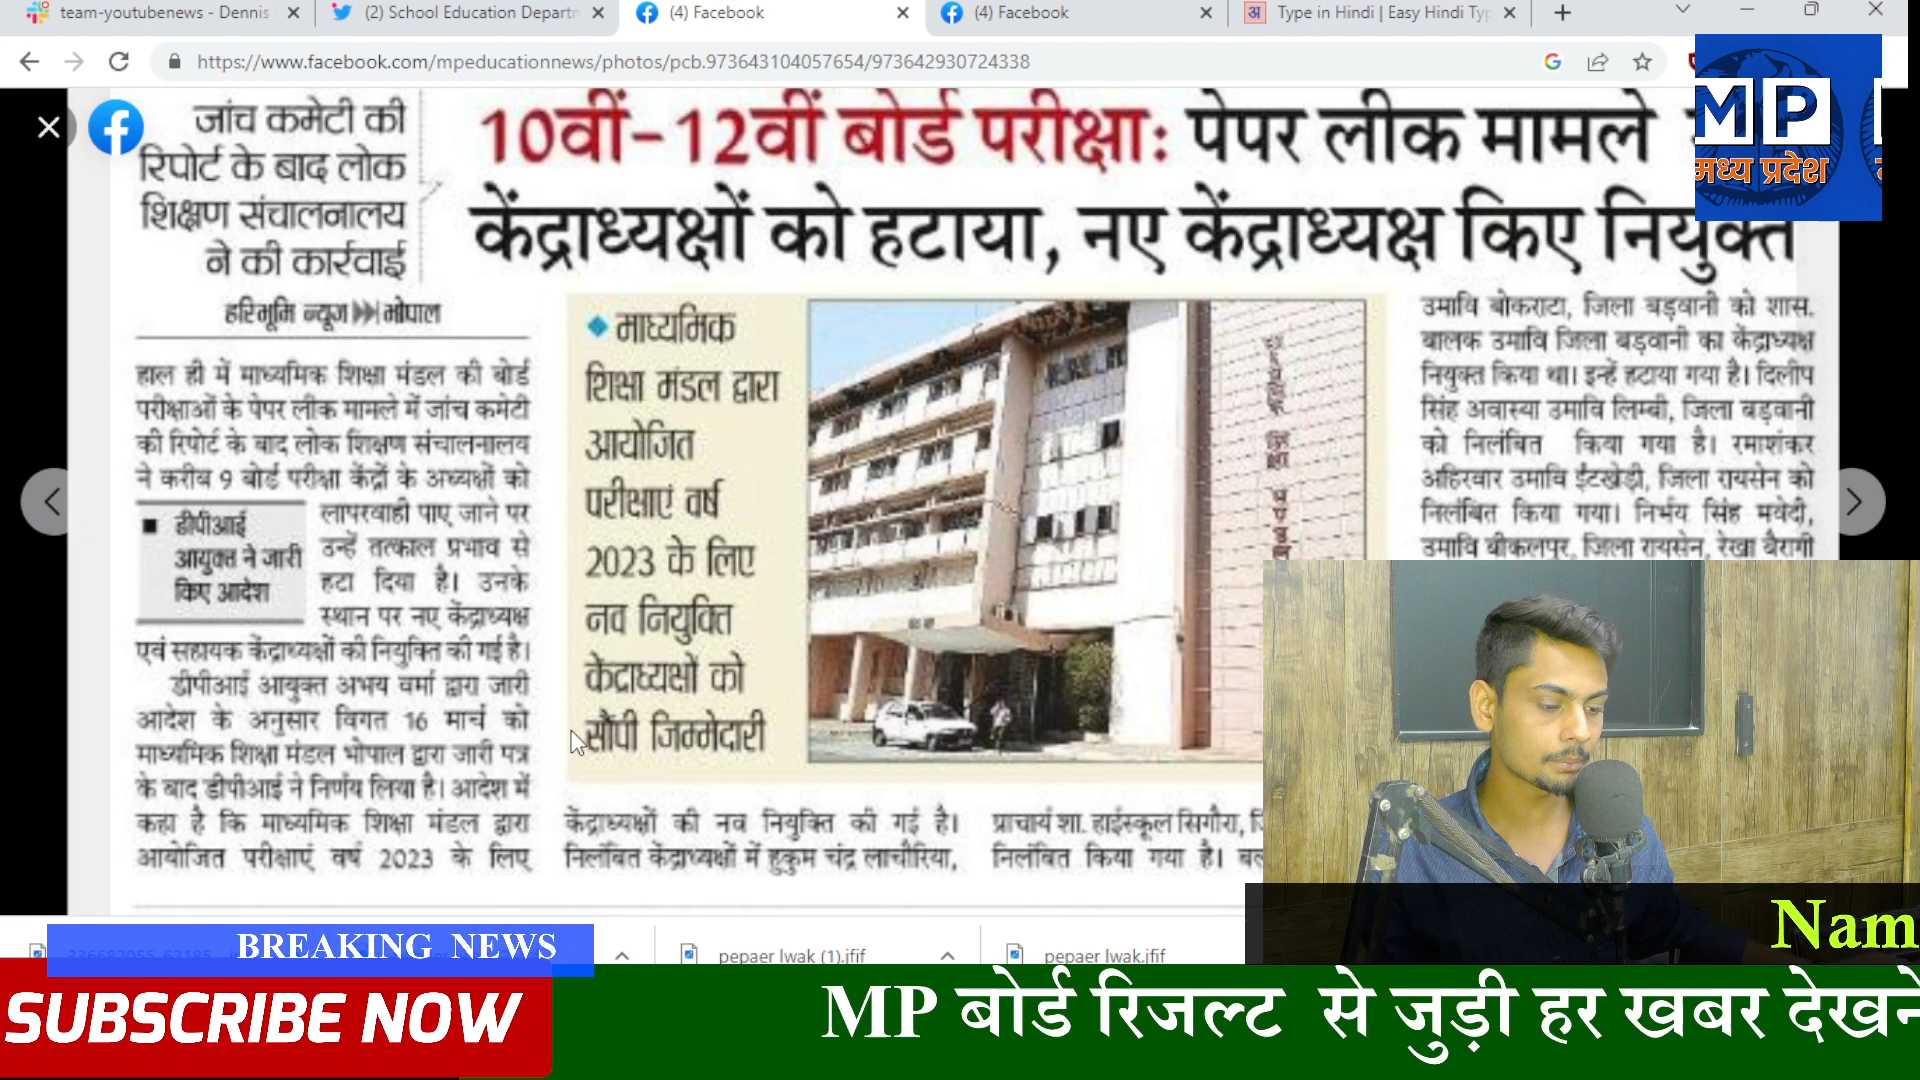 team-youtubenews - Dennis
(2) School Education Departn
(4) Facebook
(4) Facebook
Type in Hindi | Easy Hindi Typ
https://www.facebook.com/mpeducationnews/photos/pcb.973643104057654/973642930724338
MP
मध्य प्रदेश
जांच कमेटी की
रिपोर्ट के बाद लोक
शिक्षण संचालनालय
ने की कार्रवाई
10वीं-12वीं बोर्ड परीक्षा: पेपर लीक मामले
केंद्राध्यक्षों को हटाया, नए केंद्राध्यक्ष किए नियुक्त
हरिभूमि न्यूज भोपाल
हाल ही में माध्यमिक शिक्षा मंडल की बोर्ड
परीक्षाओं के पेपर लीक मामले में जांच कमेटी
की रिपोर्ट के बाद लोक शिक्षण संचालनालय
ने करीब 9 बोर्ड परीक्षा केंद्रों के अध्यक्षों को
लापरवाही पाए जाने पर
उन्हें तत्काल प्रभाव से
हटा दिया है। उनके
स्थान पर नए केंद्राध्यक्ष
डीपीआई
आयुक्त ने जारी
किए आदेश
एवं सहायक केंद्राध्यक्षों की नियुक्ति की गई है।
डीपीआई आयुक्त अभय वर्मा द्वारा जारी
आदेश के अनुसार विगत 16 मार्च को
माध्यमिक शिक्षा मंडल भोपाल द्वारा जारी पत्र
के बाद डीपीआई ने निर्णय लिया है। आदेश में
कहा है कि माध्यमिक शिक्षा मंडल द्वारा
आयोजित परीक्षाएं वर्ष 2023 के लिए
माध्यमिक
शिक्षा मंडल द्वारा
आयोजित
परीक्षाएं वर्ष
2023 के लिए
नव नियुक्ति
केंद्राध्यक्षों को
सौंपी जिम्मेदारी
केंद्राध्यक्षों की नव नियुक्ति की गई है।
निलंबित केंद्राध्यक्षों में हुकुम चंद्र लाचौरिया,
प्राचार्य शा. हाईस्कूल सिगौरा,
निलंबित किया गया है।
उमावि बोकराटा, जिला बड़वानी को शास.
बालक उमावि जिला बड़वानी का केंद्राध्यक्ष
नियुक्त किया था। इन्हें हटाया गया है। दिलीप
सिंह अवास्या उमावि लिम्बी, जिला बड़वानी
को निलंबित किया गया है। रमाशंकर
अहिरवार उमावि ईंटखेड़ी, जिला रायसेन को
निलंबित किया गया। निर्भय सिंह मवेदी,
उमावि बीकलपुर, जिला रायसेन, रेखा बैरागी
pepaer lwak (1).jfif
pepaer lwak.jfif
BREAKING NEWS
Nam
SUBSCRIBE NOW
MP बोर्ड रिजल्ट से जुड़ी हर खबर देखने